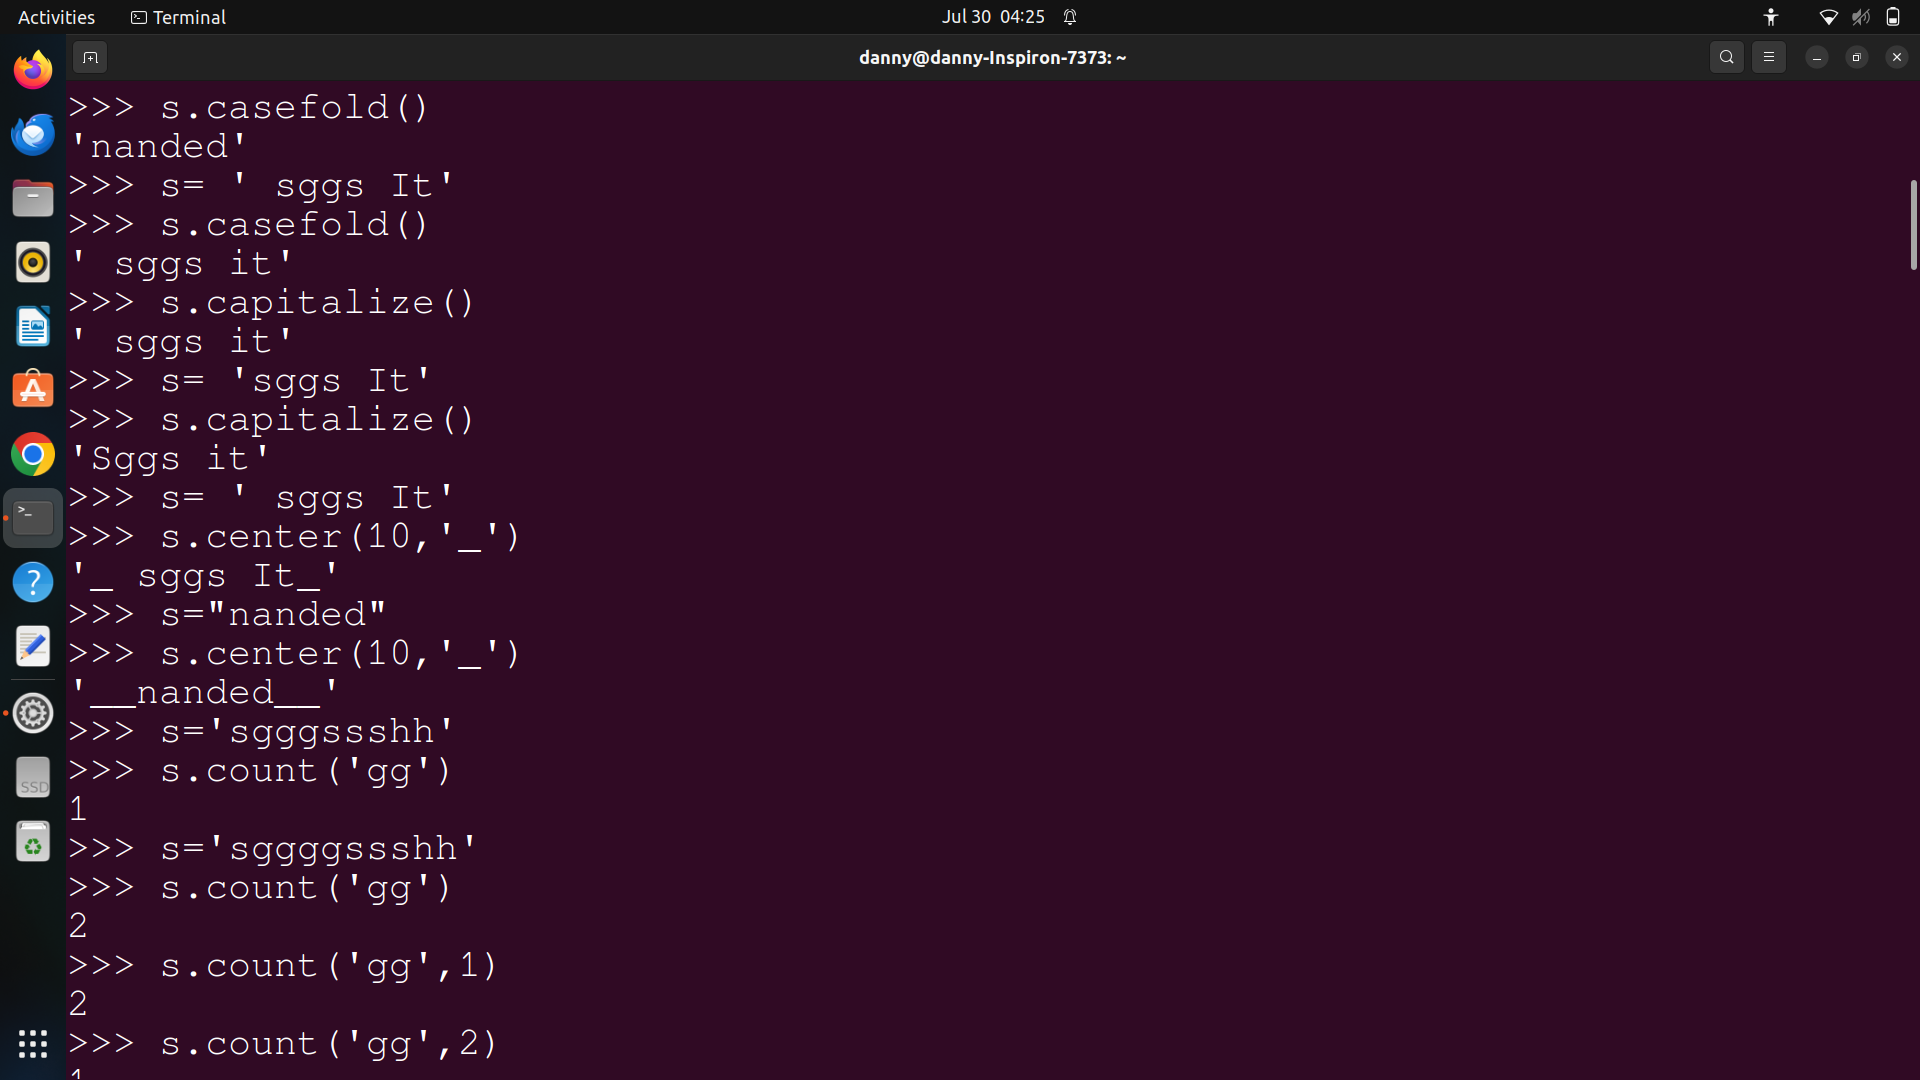 Activities
Terminal
Jul 30 04:25
danny@danny-Inspiron-7373: ~
>>> s.casefold()
'nanded'
>>> s= ' sggs It'
>>> s.casefold()
' sggs it'
>>> s.capitalize()
' sggs it'
>>> s= 'sggs It'
>>> s.capitalize()
'Sggs it'
>>> s= ' sggs It'
>>> s.center(10,'_')
'_ sggs It_'
>>> s="nanded"
>>> s.center(10,'_')
'__nanded__'
>>> s='sgggssshh'
>>> s.count('gg')
1
>>> s='sggggssshh'
>>> s.count('gg')
2
>>> s.count('gg',1)
2
>>> s.count('gg',2)
SSD